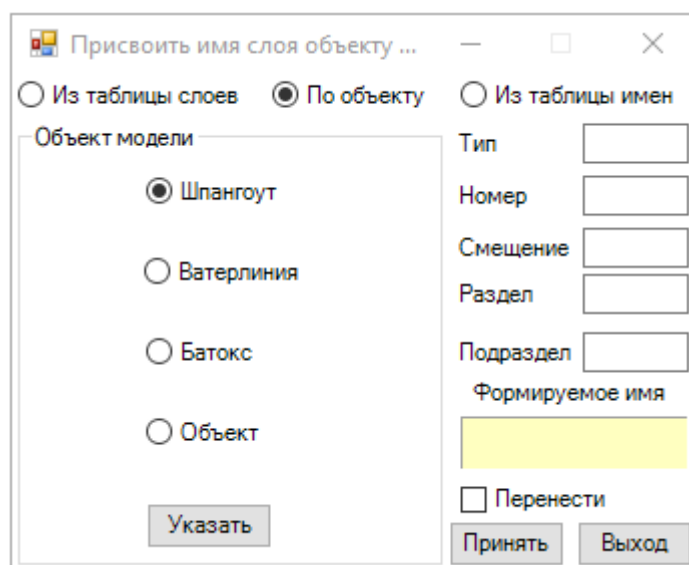 Присвоить имя слоя объекту ...
Из таблицы слоев По объекту Из таблицы имен
Объект модели
Шпангоут
Ватерлиния
Батокс
Объект
Указать
Тип
Номер
Смещение
Раздел
Подраздел
Формируемое имя
Перенести
Принять Выход